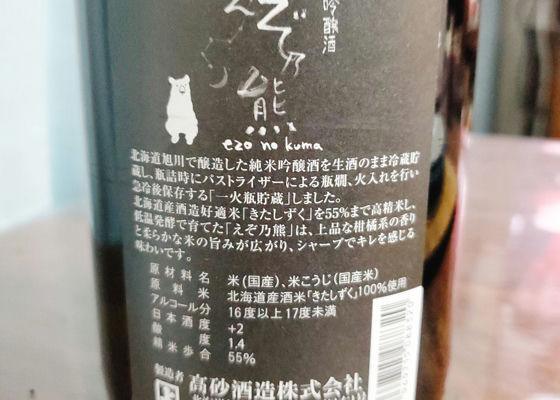 吟醸酒
えぞ乃熊
ezo no kuma
北海道旭川で醸造した純米吟醸酒を生酒のまま冷蔵貯
蔵し、瓶詰時にパストライザーによる瓶燗、火入れを行い
急冷後保存する「一火瓶貯蔵」しました。
北海道産酒造好適米「きたしずく」を55%まで高精米し、
低温発酵で育てた「えぞ乃熊」は、上品な柑橘系の香り
と柔らかな米の旨みが広がり、シャープでキレを感じる
味わいです。
原材料名 米(国産)、米こうじ(国産米)
原料米 北海道産酒米「きたしずく」100%使用
アルコール分 16度以上17度未満
日本酒度 +2
酸度 1.4
精米歩合 55%
製造者 髙砂酒造株式会社